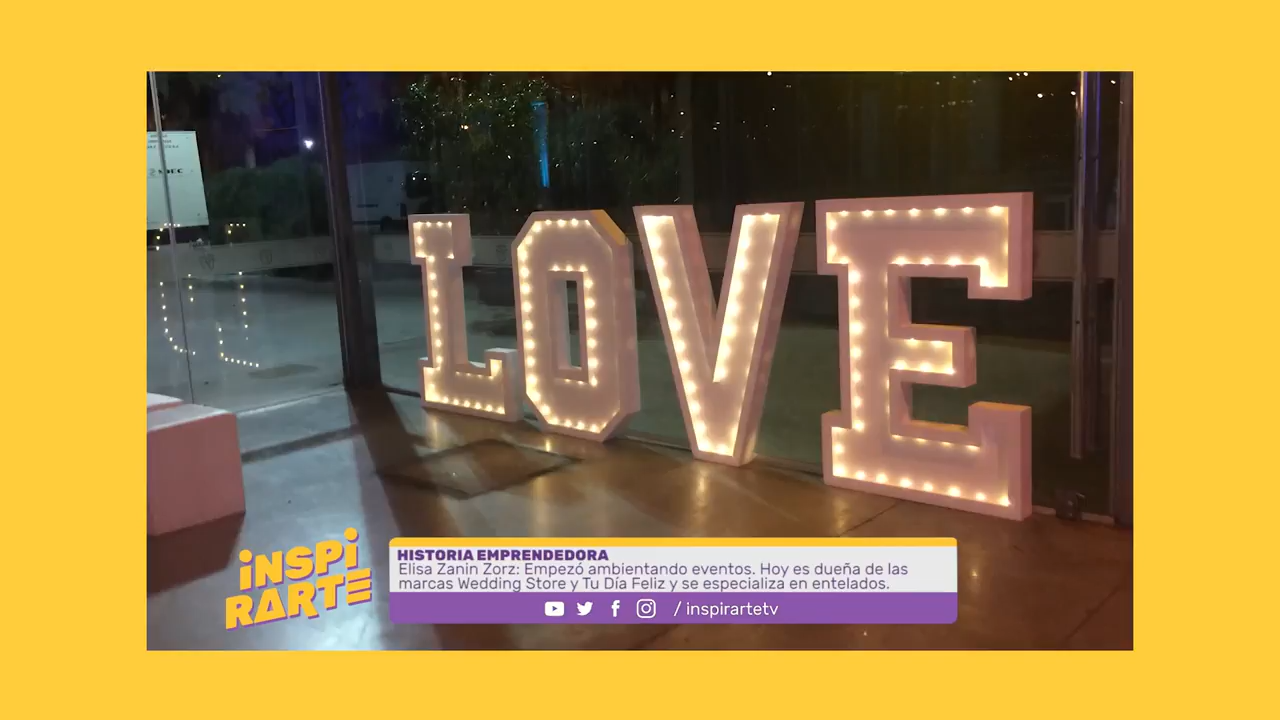 LOVE
INSPI
RARTE
HISTORIA EMPRENDEDORA
Elisa Zanin Zorz: Empezó ambientando eventos. Hoy es dueña de las
marcas Wedding Store y Tu Día Feliz y se especializa en entelados.
/ inspirartetv